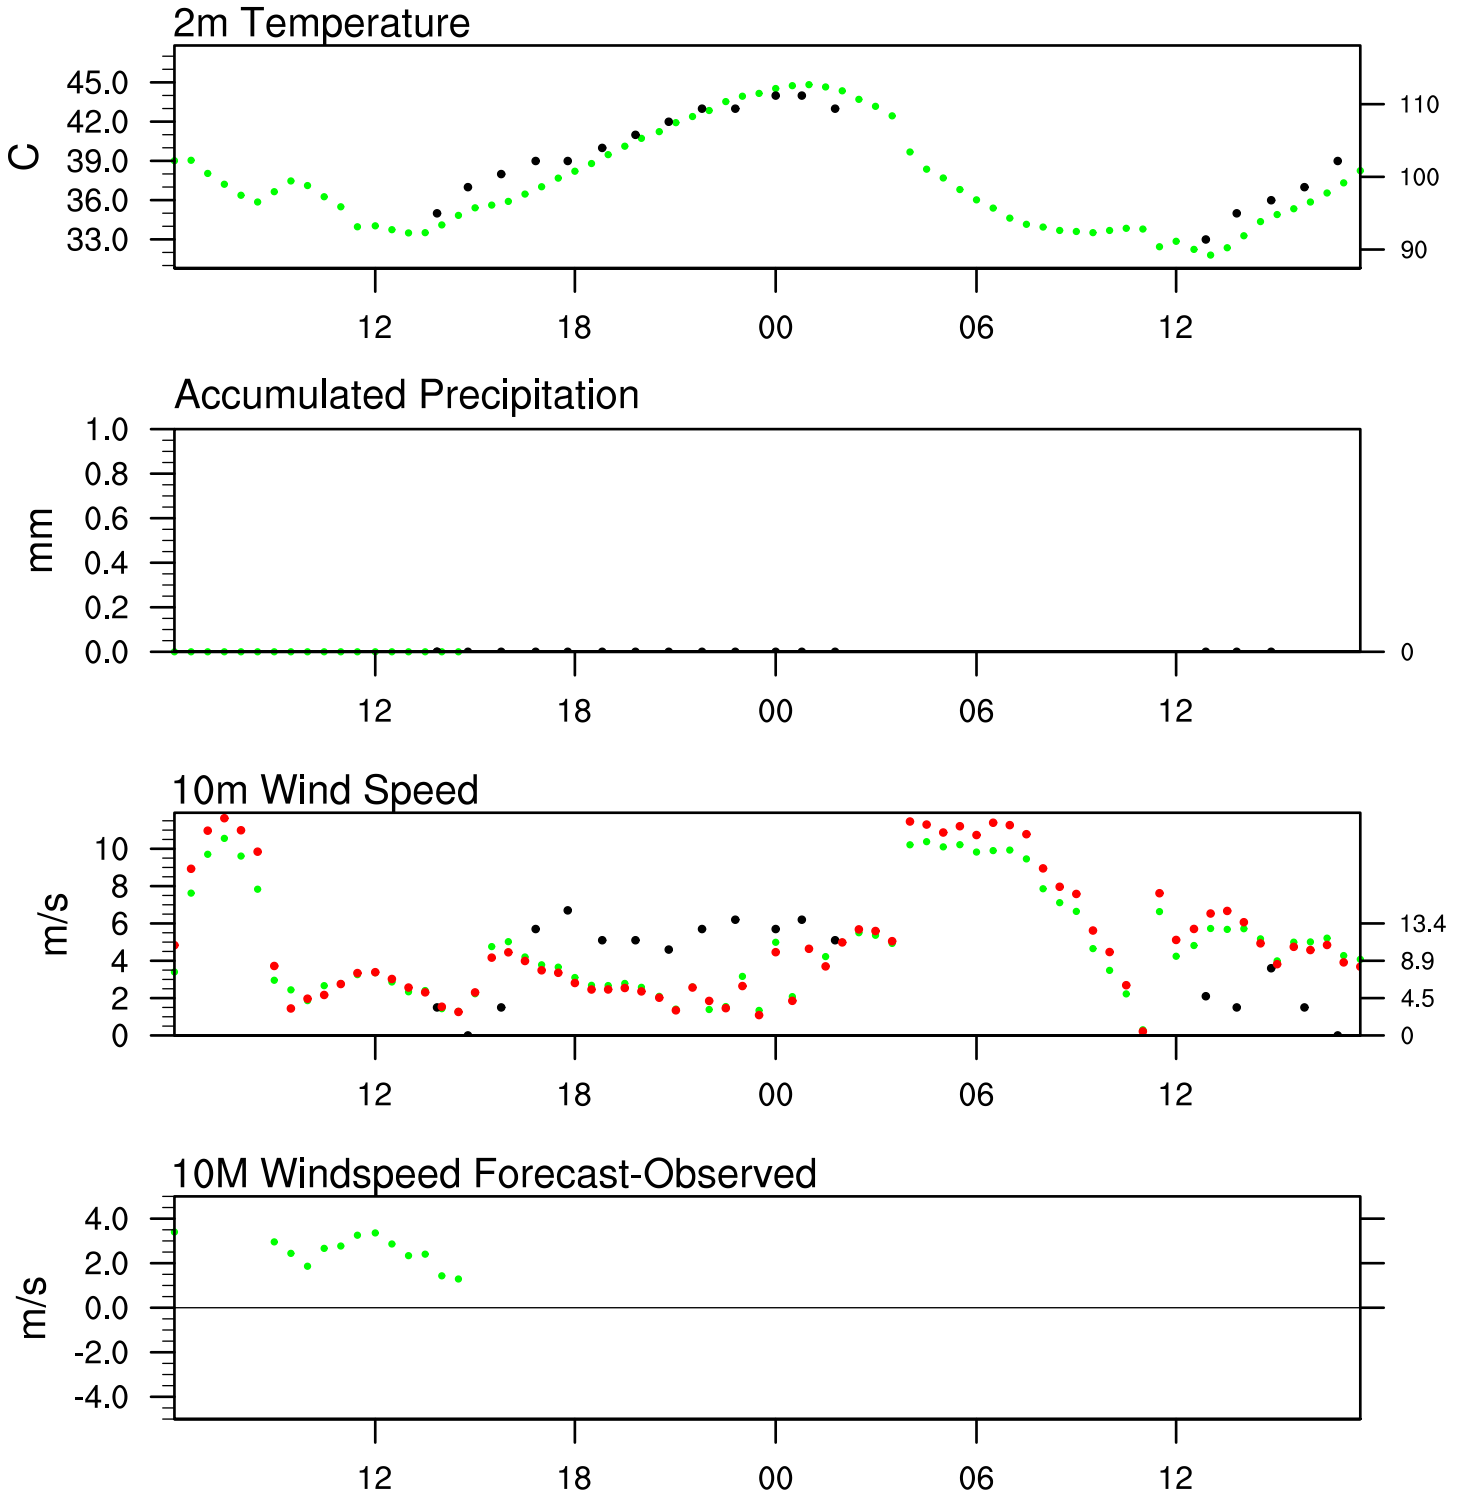 2m Temperature
45.0
42.0
39.0
36.0
33.0
C
110
100
90
12 18 00 06 12
Accumulated Precipitation
1.0
0.8
0.6
0.4
0.2
0.0
mm
0
12 18 00 06 12
10m Wind Speed
10
8
6
4
2
0
m/s
13.4
8.9
4.5
0
12 18 00 06 12
10M Windspeed Forecast-Observed
4.0
2.0
0.0
-2.0
-4.0
m/s
12 18 00 06 12